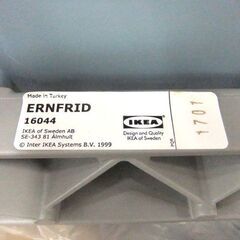 Made in Turkey
ERNFRID
16044
IKEA of Sweden AB
SE-343 81 Älmhult
© Inter IKEA Systems B.V. 1999
IKEA
Design and Quality
IKEA of Sweden
1701